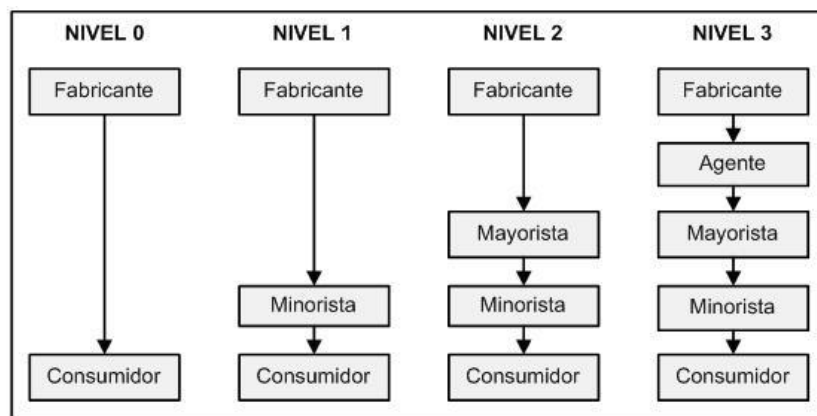 NIVEL 0
NIVEL 1
NIVEL 2
NIVEL 3
Fabricante
Fabricante
Fabricante
Fabricante
Agente
Mayorista
Mayorista
Minorista
Minorista
Minorista
Consumidor
Consumidor
Consumidor
Consumidor